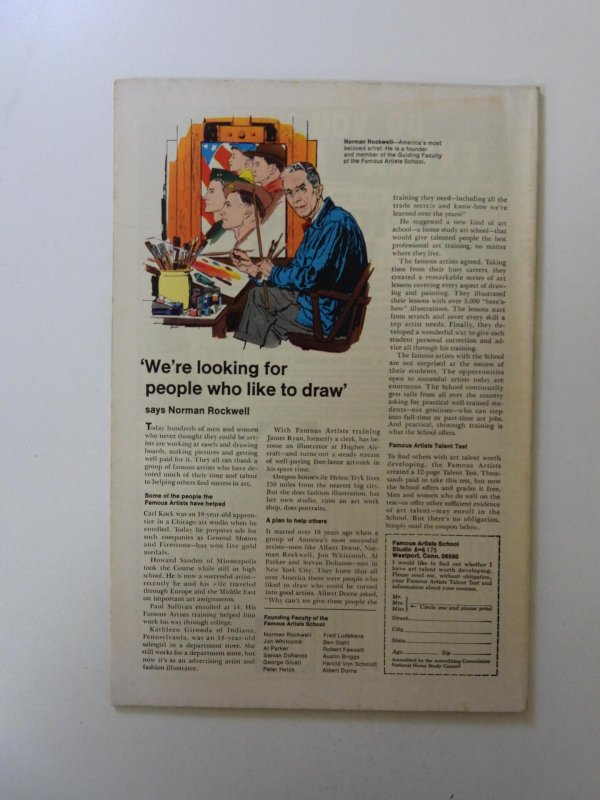 Norman Rockwell—America's most
beloved artist. He is a founder
and member of the Guiding Faculty
of the Famous Artists School.
'We're looking for
people who like to draw'
says Norman Rockwell
Today hundreds of men and women
who never thought they could be art-
ists are working at easels and drawing
boards, making pictures and getting
well paid for it. They all can thank a
group of famous artists who have de-
voted much of their time and talent
to helping others find success in art.
Some of the people the
Famous Artists have helped
Carl Kock was an 18-year-old appren-
tice in a Chicago art studio when he
enrolled. Today he prepares ads for
such companies as General Motors
and Firestone—has won five gold
medals.
Howard Sanden of Minneapolis
took the Course while still in high
school. He is now a successful artist—
recently he and his wife traveled
through Europe and the Middle East
on important art assignments.
Paul Sullivan enrolled at 14. His
Famous Artists training helped him
work his way through college.
Kathleen Gironda of Indiana,
Pennsylvania, was an 18-year-old
salesgirl in a department store. She
still works for a department store, but
now it's as an advertising artist and
fashion illustrator.
With Famous Artists training
James Ryan, formerly a clerk, has be-
come an illustrator at Hughes Air-
craft—and turns out a steady stream
of well-paying free-lance artwork in
his spare time.
Oregon housewife Helen Tryk lives
150 miles from the nearest big city.
But she does fashion illustration, has
her own studio, runs an art work
shop, does portraits.
A plan to help others
It started over 18 years ago when a
group of America's most successful
artists—men like Albert Dorne, Nor-
man Rockwell, Jon Whitcomb, Al
Parker and Stevan Dohanos—met in
New York City. They knew that all
over America there were people who
liked to draw who could be turned
into good artists. Albert Dorne asked,
"Why can't we give these people the
Founding Faculty of the
Famous Artists School
Norman Rockwell
Jon Whitcomb
Al Parker
Stevan Dohanos
George Giusti
Peter Helck
Fred Ludekens
Ben Stahl
Robert Fawcett
Austin Briggs
Harold Von Schmidt
Albert Dorne
training they need—including all the
trade secrets and know-how we've
learned over the years?"
He suggested a new kind of art
school—a home study art school—that
would give talented people the best
professional art training, no matter
where they live.
The famous artists agreed. Taking
time from their busy careers, they
created a remarkable series of art
lessons covering every aspect of draw-
ing and painting. They illustrated
their lessons with over 5,000 "here's-
how" illustrations. The lessons start
from scratch and cover every skill a
top artist needs. Finally, they de-
veloped a wonderful way to give each
student personal correction and ad-
vice all through his training.
The famous artists with the School
are not surprised at the success of
their students. The opportunities
open to successful artists today are
enormous. The School continually
gets calls from all over the country
asking for practical well-trained stu-
dents—not geniuses—who can step
into full-time or part-time art jobs.
And practical, thorough training is
what the School offers.
Famous Artists Talent Test
To find others with art talent worth
developing, the Famous Artists
created a 12-page Talent Test. Thou-
sands paid to take this test, but now
the School offers and grades it free.
Men and women who do well on the
test—or offer other sufficient evidence
of art talent—may enroll in the
School. But there's no obligation.
Simply mail the coupon below.
Famous Artists School
Westport, Conn. 06880
I would like to find out whether I
have art talent worth developing.
Please send me, without obligation,
your Famous Artists Talent Test and
information about your courses.
Mr.
Mrs.
Miss
← Circle one and please print
Street
City
State
Age Zip
Accredited by the Accrediting Commission
National Home Study Council